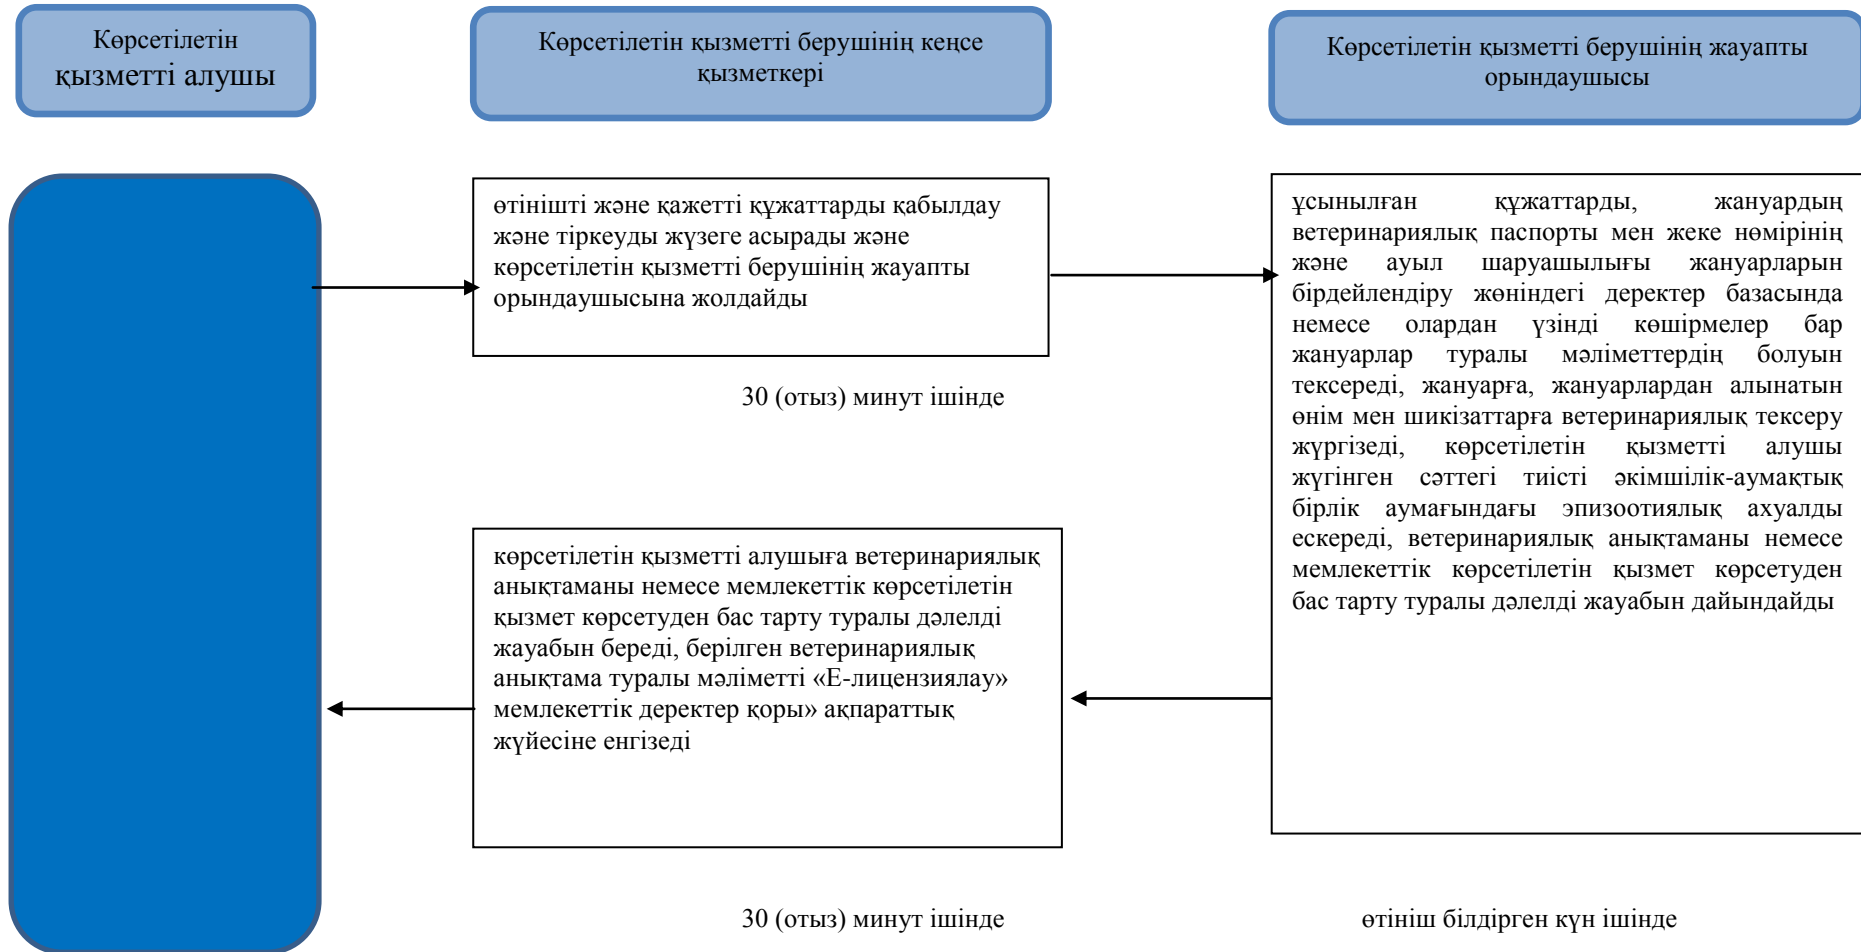 Көрсетілетін
қызметті алушы
Көрсетілетін қызметті берушінің кеңсе
қызметкері
Көрсетілетін қызметті берушінің жауапты
орындаушысы
өтінішті және қажетті құжаттарды қабылдау
және тіркеуды жүзеге асырады және
көрсетілетін қызметті берушінің жауапты
орындаушысына жолдайды
30 (отыз) минут ішінде
ұсынылған құжаттарды, жануардың
ветеринариялық паспорты мен жеке нөмірінің
және ауыл шаруашылығы жануарларын
бірдейлендіру жөніндегі деректер базасында
немесе олардан үзінді көшірмелер бар
жануарлар туралы мәліметтердің болуын
тексереді, жануарға, жануарлардан алынатын
өнім мен шикізаттарға ветеринариялық тексеру
жүргізеді, көрсетілетін қызметті алушы
жүгінген сәттегі тиісті әкімшілік-аумақтық
бірлік аумағындағы эпизоотиялық ахуалды
ескереді, ветеринариялық анықтаманы немесе
мемлекеттік көрсетілетін қызмет көрсетуден
бас тарту туралы дәлелді жауабын дайындайды
көрсетілетін қызметті алушыға ветеринариялық
анықтаманы немесе мемлекеттік көрсетілетін
қызмет көрсетуден бас тарту туралы дәлелді
жауабын береді, берілген ветеринариялық
анықтама туралы мәліметті «Е-лицензиялау»
мемлекеттік деректер қоры» ақпараттық
жүйесіне енгізеді
30 (отыз) минут ішінде
өтініш білдірген күн ішінде